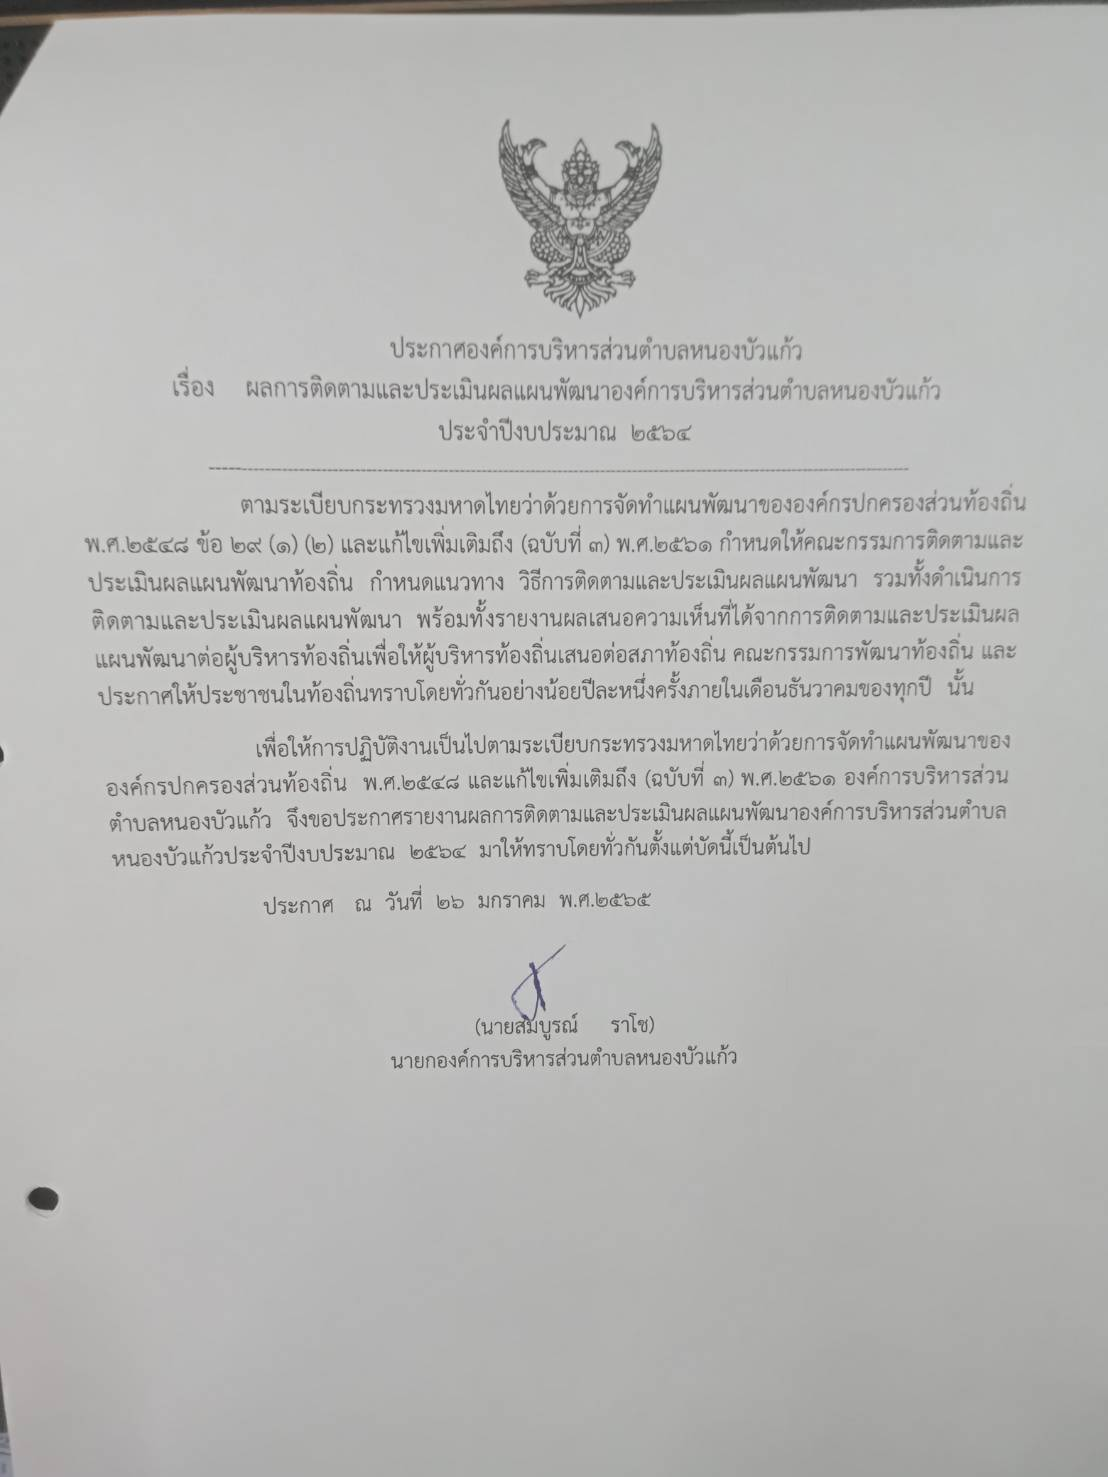 ประกาศองค์การบริหารส่วนตำบลหนองบัวแก้ว
เรื่อง ผลการติดตามและประเมินผลแผนพัฒนาองค์การบริหารส่วนตำบลหนองบัวแก้ว
ประจำปีงบประมาณ ๒๕๖๔
ตามระเบียบกระทรวงมหาดไทยว่าด้วยการจัดทำแผนพัฒนาขององค์กรปกครองส่วนท้องถิ่น
พ.ศ.๒๕๔๘ ข้อ ๒๙ (๑) (๒) และแก้ไขเพิ่มเติมถึง (ฉบับที่ ๓) พ.ศ.๒๕๖๑ กำหนดให้คณะกรรมการติดตามและ
ประเมินผลแผนพัฒนาท้องถิ่น กำหนดแนวทาง วิธีการติดตามและประเมินผลแผนพัฒนา รวมทั้งดำเนินการ
ติดตามและประเมินผลแผนพัฒนา พร้อมทั้งรายงานผลเสนอความเห็นที่ได้จากการติดตามและประเมินผล
แผนพัฒนาต่อผู้บริหารท้องถิ่นเพื่อให้ผู้บริหารท้องถิ่นเสนอต่อสภาท้องถิ่น คณะกรรมการพัฒนาท้องถิ่น และ
ประกาศให้ประชาชนในท้องถิ่นทราบโดยทั่วกันอย่างน้อยปีละหนึ่งครั้งภายในเดือนธันวาคมของทุกปี นั้น
เพื่อให้การปฏิบัติงานเป็นไปตามระเบียบกระทรวงมหาดไทยว่าด้วยการจัดทำแผนพัฒนาของ
องค์กรปกครองส่วนท้องถิ่น พ.ศ.๒๕๔๘ และแก้ไขเพิ่มเติมถึง (ฉบับที่ ๓) พ.ศ.๒๕๖๑ องค์การบริหารส่วน
ตำบลหนองบัวแก้ว จึงขอประกาศรายงานผลการติดตามและประเมินผลแผนพัฒนาองค์การบริหารส่วนตำบล
หนองบัวแก้วประจำปีงบประมาณ ๒๕๖๔ มาให้ทราบโดยทั่วกันตั้งแต่บัดนี้เป็นต้นไป
ประกาศ ณ วันที่ ๒๖ มกราคม พ.ศ.๒๕๖๕
(นายสมบูรณ์ ราโช)
นายกองค์การบริหารส่วนตำบลหนองบัวแก้ว